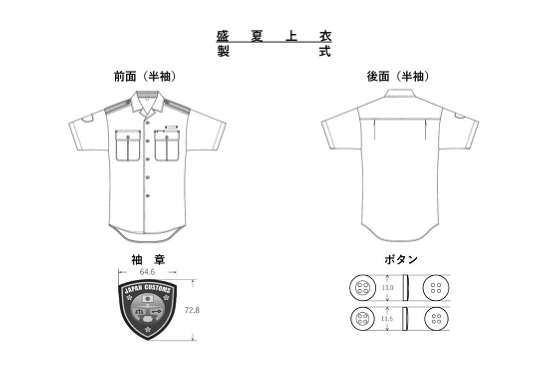 盛夏上衣
製式
前面（半袖）
後面（半袖）
袖章
64.6
JAPAN CUSTOMS
72.8
ボタン
13.0
11.5